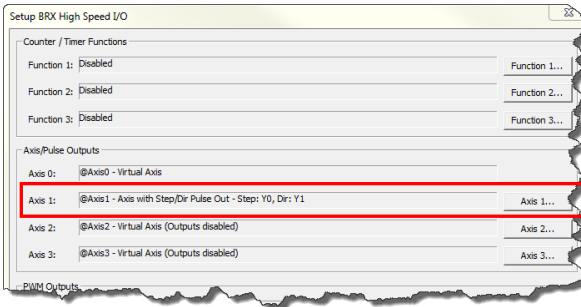 Setup BRX High Speed I/O
Counter / Timer Functions
Function 1: Disabled Function 1...
Function 2: Disabled Function 2...
Function 3: Disabled Function 3...
Axis/Pulse Outputs
Axis 0: @Axis0 - Virtual Axis
Axis 1: @Axis1 - Axis with Step/Dir Pulse Out - Step: Y0, Dir: Y1 Axis 1...
Axis 2: @Axis2 - Virtual Axis (Outputs disabled) Axis 2...
Axis 3: @Axis3 - Virtual Axis (Outputs disabled) Axis 3...
PWM Outputs